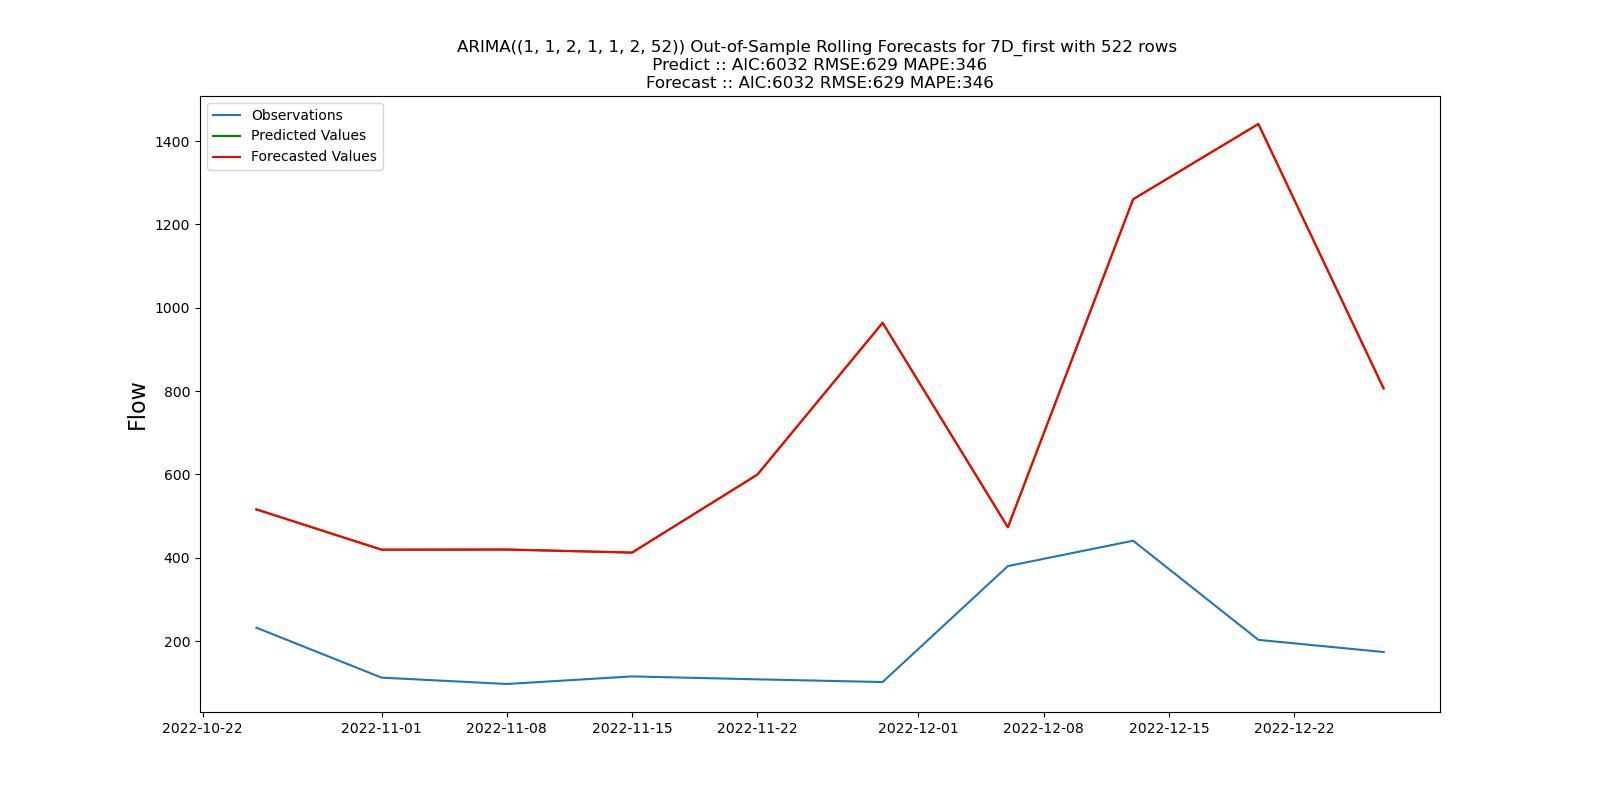 ARIMA((1, 1, 2, 1, 1, 2, 52)) Out-of-Sample Rolling Forecasts for 7D_first with 522 rows
Predict :: AIC:6032 RMSE:629 MAPE:346
Forecast :: AIC:6032 RMSE:629 MAPE:346
Observations
Predicted Values
Forecasted Values
1400
1200
1000
800
600
400
200
Flow
2022-10-22 2022-11-01 2022-11-08 2022-11-15 2022-11-22 2022-12-01 2022-12-08 2022-12-15 2022-12-22